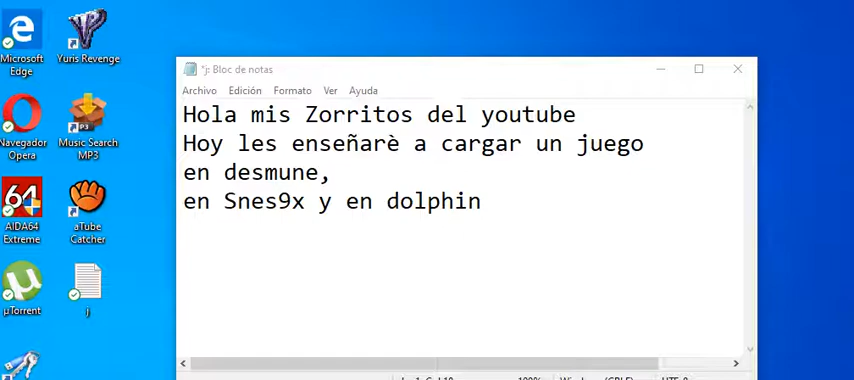 Microsoft
Edge
Yuris Revenge
Navegador
Opera
Music Search
MP3
P3
64
AIDA64
Extreme
aTube
Catcher
µTorrent
j
*j: Bloc de notas
Archivo Edición Formato Ver Ayuda
Hola mis Zorritos del youtube
Hoy les enseñarè a cargar un juego
en desmune,
en Snes9x y en dolphin